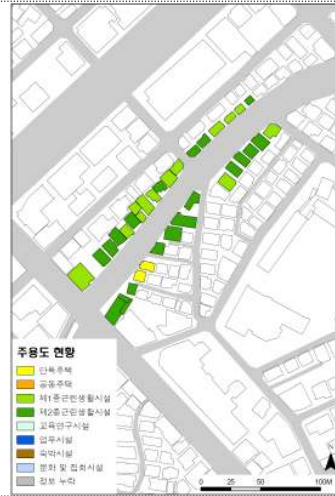 주용도 현황
단독주택
공동주택
제1종근린생활시설
제2종근린생활시설
교육연구시설
업무시설
숙박시설
문화 및 집회시설
정보 누락
0 25 50 100M